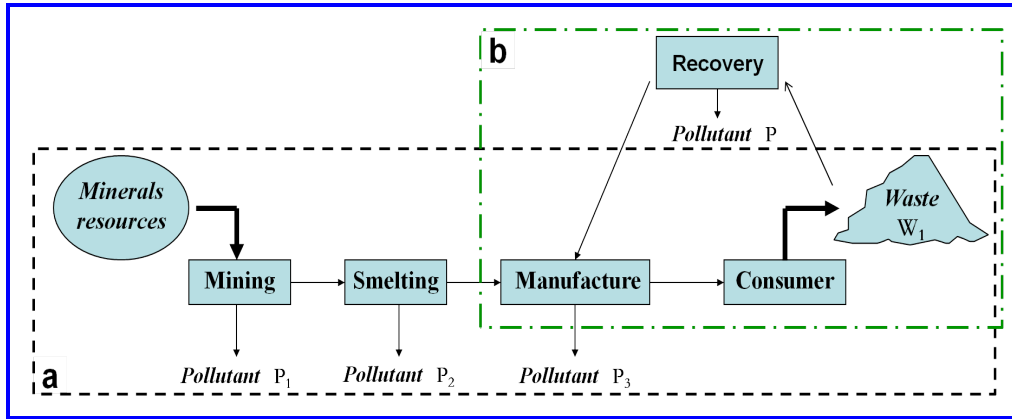 b
Recovery
Pollutant P
Minerals
resources
Waste
W₁
Mining
Smelting
Manufacture
Consumer
a
Pollutant P₁
Pollutant P₂
Pollutant P₃